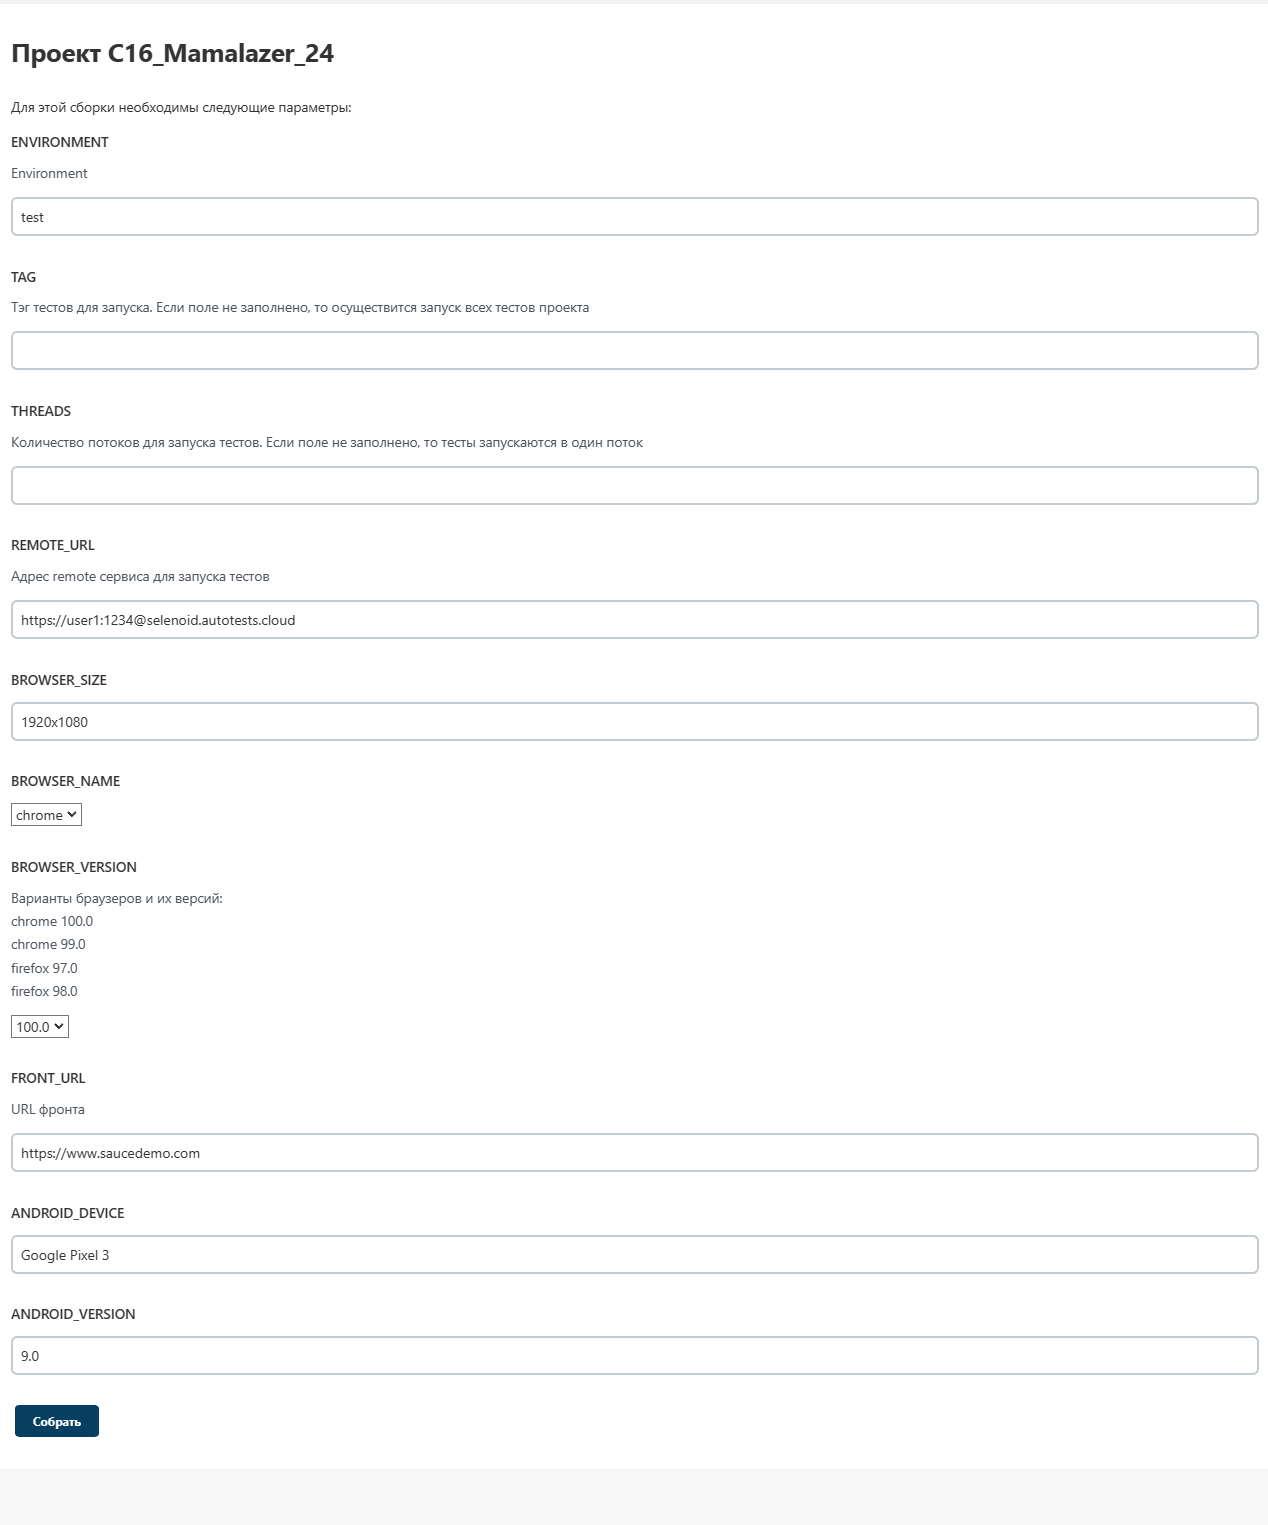 Проект C16_Mamalazer_24
Для этой сборки необходимы следующие параметры:
ENVIRONMENT
Environment
test
TAG
Тэг тестов для запуска. Если поле не заполнено, то осуществится запуск всех тестов проекта
THREADS
Количество потоков для запуска тестов. Если поле не заполнено, то тесты запускаются в один поток
REMOTE_URL
Адрес remote сервиса для запуска тестов
https://user1:1234@selenoid.autotests.cloud
BROWSER_SIZE
1920x1080
BROWSER_NAME
chrome
BROWSER_VERSION
Варианты браузеров и их версий:
chrome 100.0
chrome 99.0
firefox 97.0
firefox 98.0
100.0
FRONT_URL
URL фронта
https://www.saucedemo.com
ANDROID_DEVICE
Google Pixel 3
ANDROID_VERSION
9.0
Собрать